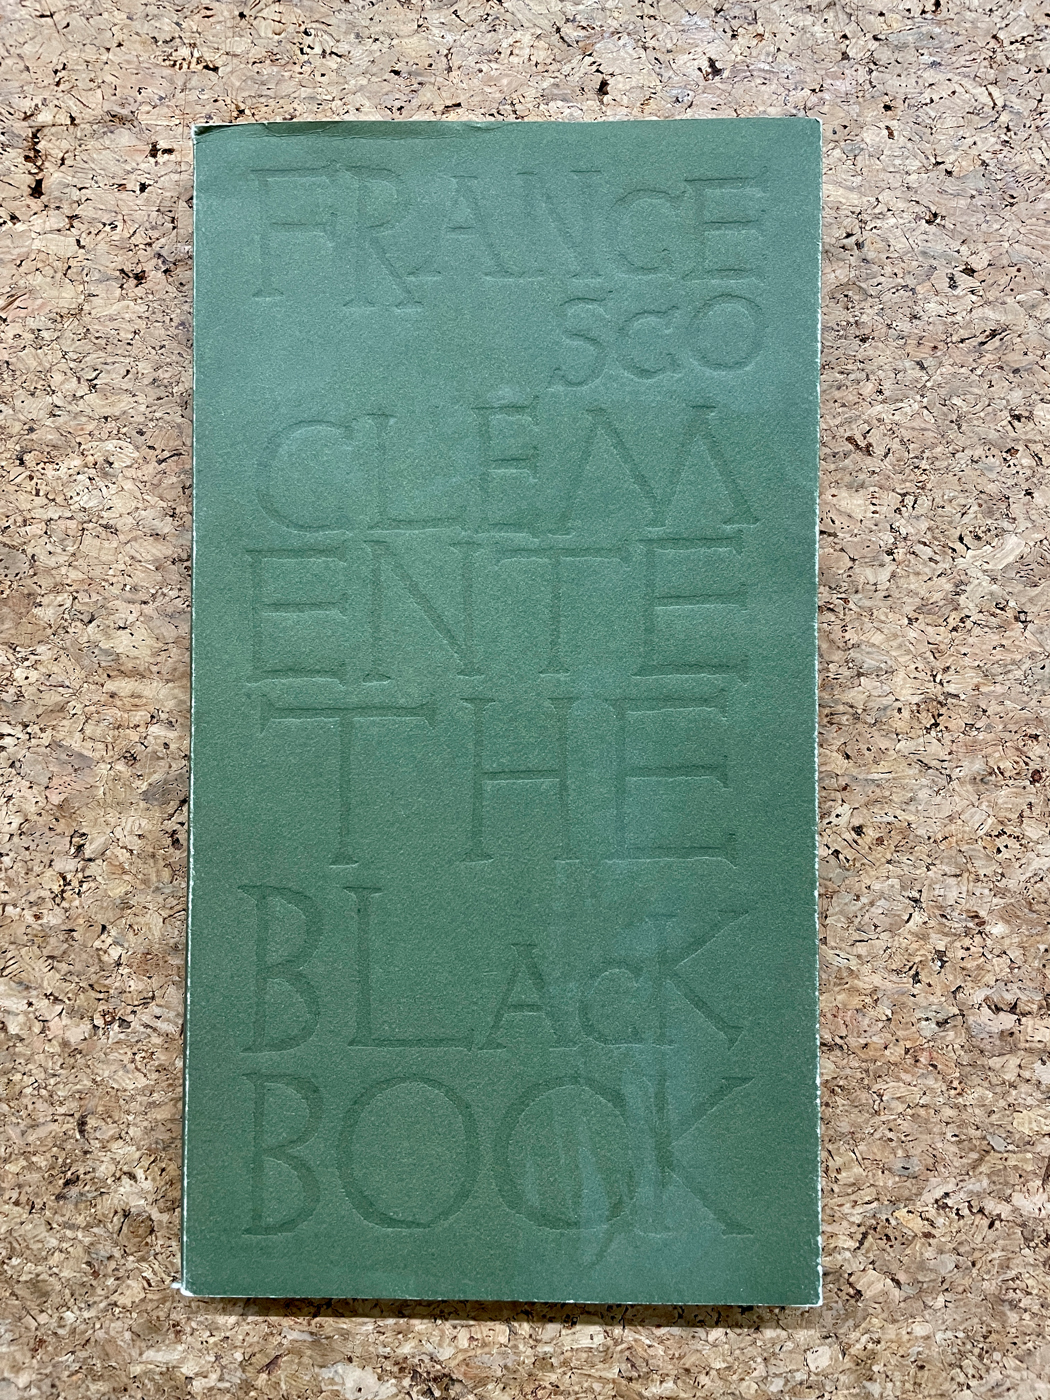 FRANCE
SCO
CLEM
ENTE
THE
BLACK
BOOK